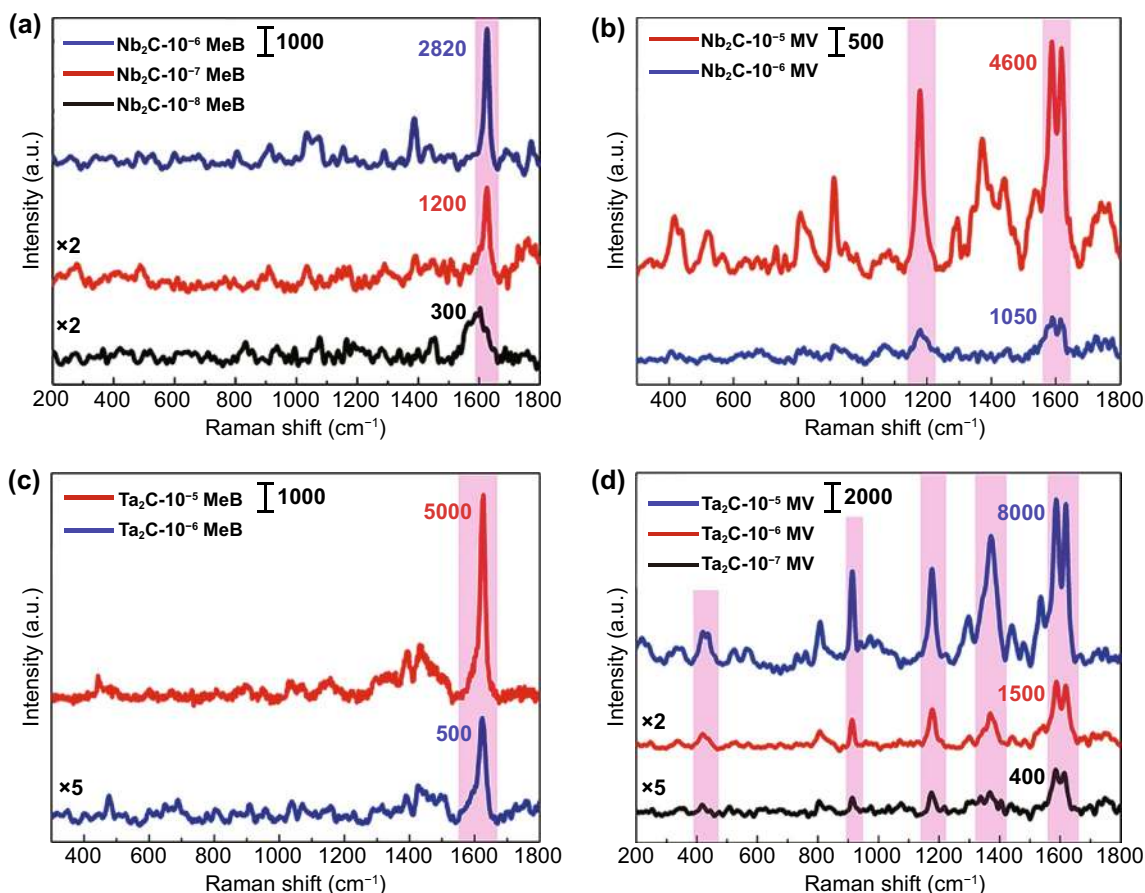 (a)
Nb₂C-10⁻⁶ MeB
1000
Nb₂C-10⁻⁷ MeB
Nb₂C-10⁻⁸ MeB
2820
1200
×2
300
×2
Intensity (a.u.)
200 400 600 800 1000 1200 1400 1600 1800
Raman shift (cm⁻¹)
(b)
Nb₂C-10⁻⁵ MV
500
Nb₂C-10⁻⁶ MV
4600
1050
Intensity (a.u.)
400 600 800 1000 1200 1400 1600 1800
Raman shift (cm⁻¹)
(c)
Ta₂C-10⁻⁵ MeB
1000
Ta₂C-10⁻⁶ MeB
5000
500
×5
Intensity (a.u.)
400 600 800 1000 1200 1400 1600 1800
Raman shift (cm⁻¹)
(d)
Ta₂C-10⁻⁵ MV
2000
Ta₂C-10⁻⁶ MV
Ta₂C-10⁻⁷ MV
8000
1500
×2
400
×5
Intensity (a.u.)
200 400 600 800 1000 1200 1400 1600 1800
Raman shift (cm⁻¹)